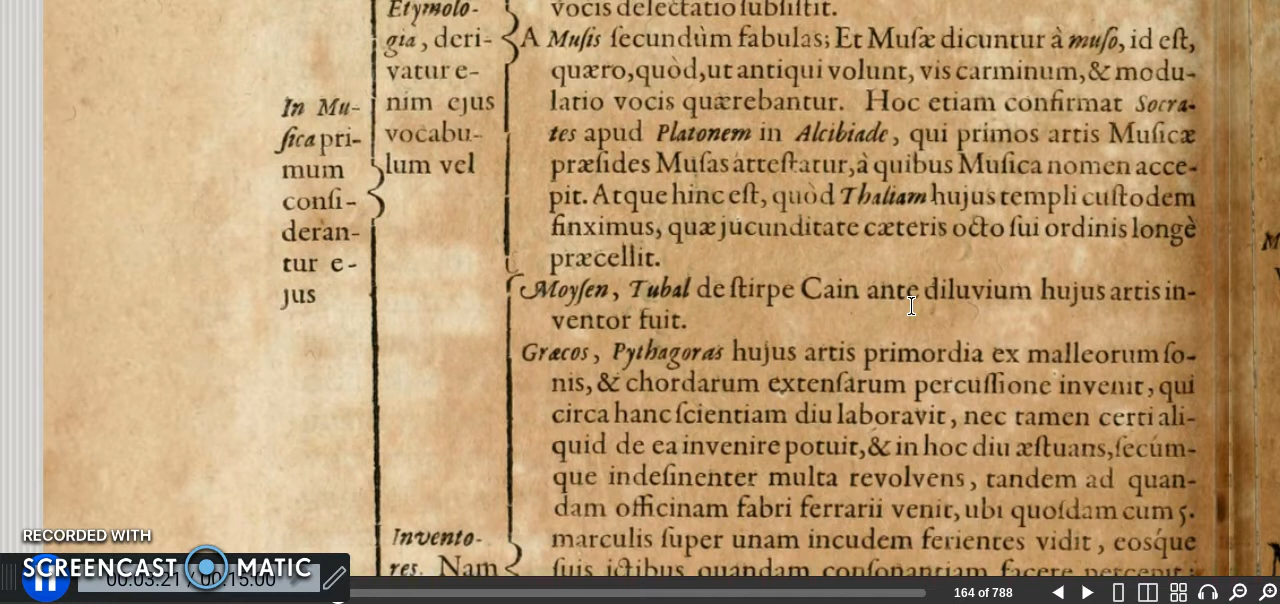 In Mu-
ſica pri-
mum
conſi-
deran-
tur e-
jus
Etymolo-
gia, deri-
vatur e-
nim ejus
vocabu-
lum vel
vocis delectatio ſubſiſtit.
A Muſis ſecundùm fabulas; Et Muſæ dicuntur à muſo, id eſt,
quæro, quòd, ut antiqui volunt, vis carminum, & modu-
latio vocis quærebantur. Hoc etiam confirmat Socra-
tes apud Platonem in Alcibiade, qui primos artis Muſicæ
præſides Muſas atteſtatur, à quibus Muſica nomen acce-
pit. Atque hinc eſt, quòd Thaliam hujus templi cuſtodem
finximus, quæ jucunditate cæteris octo ſui ordinis longè
præcellit.
Moyſen, Tubal de ſtirpe Cain ante diluvium hujus artis in-
ventor fuit.
Græcos, Pythagoras hujus artis primordia ex malleorum ſo-
nis, & chordarum extenſarum percuſſione invenit, qui
circa hanc ſcientiam diu laboravit, nec tamen certi ali-
quid de ea invenire potuit, & in hoc diu æſtuans, ſecúm-
que indeſinenter multa revolvens, tandem ad quan-
dam officinam fabri ferrarii venit, ubi quoſdam cum 5.
marculis ſuper unam incudem ferientes vidit, eosque
ſuis ictibus quandam conſonantiam facere percepit:
Invento-
res. Nam
RECORDED WITH
SCREENCAST MATIC
00:03:21 / 00:15:00
164 of 788